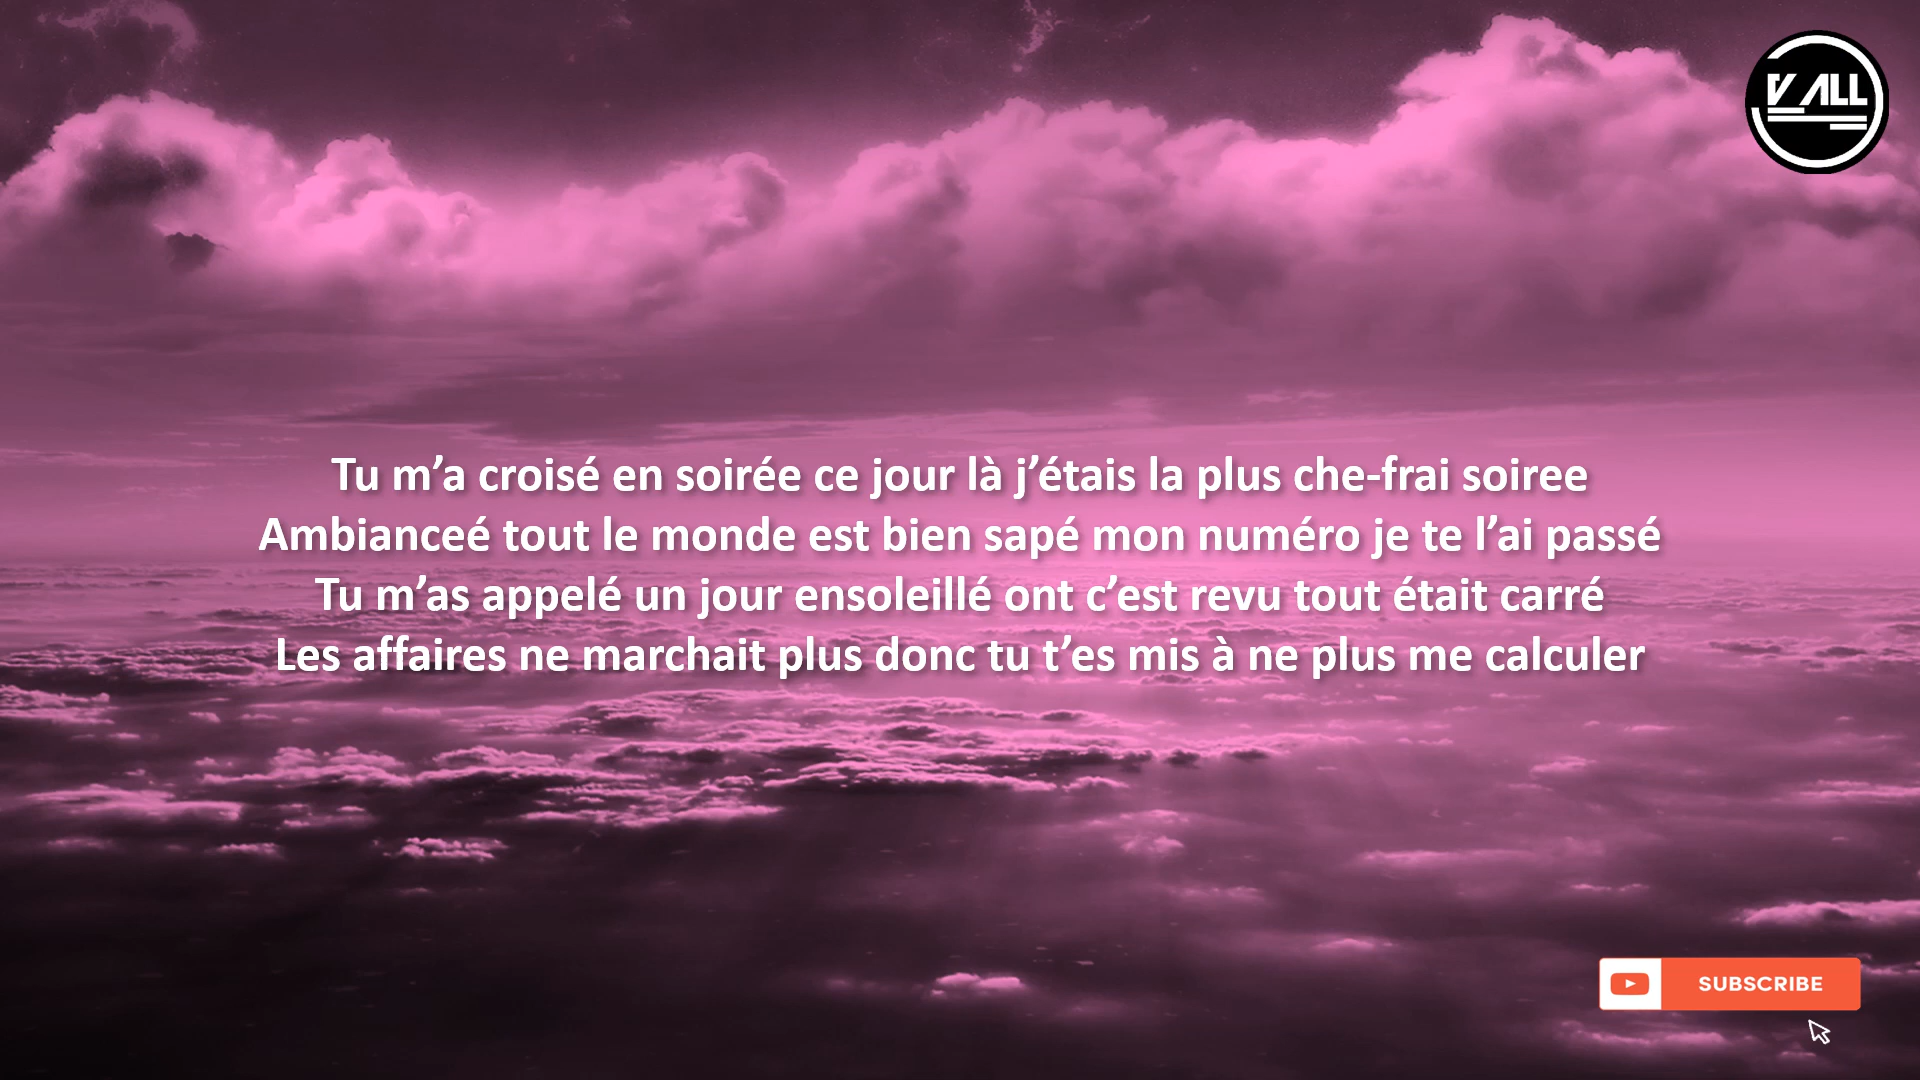 V ALL
Tu m’a croisé en soirée ce jour là j’étais la plus che-frai soiree
Ambianceé tout le monde est bien sapé mon numéro je te l’ai passé
Tu m’as appelé un jour ensoleillé ont c’est revu tout était carré
Les affaires ne marchait plus donc tu t’es mis à ne plus me calculer
SUBSCRIBE